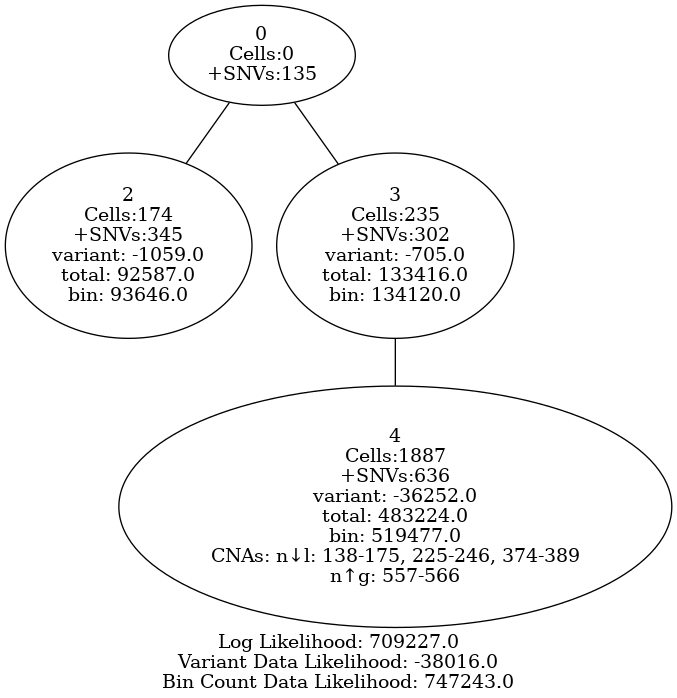 0
Cells:0
+SNVs:135
2
Cells:174
+SNVs:345
variant: -1059.0
total: 92587.0
bin: 93646.0
3
Cells:235
+SNVs:302
variant: -705.0
total: 133416.0
bin: 134120.0
4
Cells:1887
+SNVs:636
variant: -36252.0
total: 483224.0
bin: 519477.0
CNAs: n↓l: 138-175, 225-246, 374-389
n↑g: 557-566
Log Likelihood: 709227.0
Variant Data Likelihood: -38016.0
Bin Count Data Likelihood: 747243.0